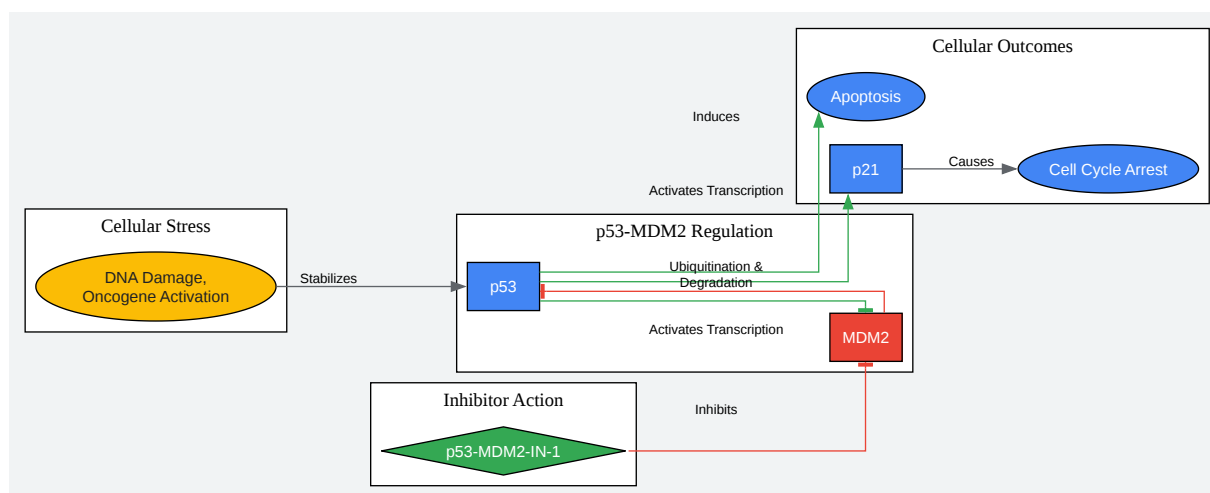 Cellular Outcomes
Apoptosis
Induces
p21
Causes
Cell Cycle Arrest
Activates Transcription
Cellular Stress
DNA Damage,
Oncogene Activation
Stabilizes
p53-MDM2 Regulation
p53
Ubiquitination &
Degradation
Activates Transcription
MDM2
Inhibitor Action
Inhibits
p53-MDM2-IN-1